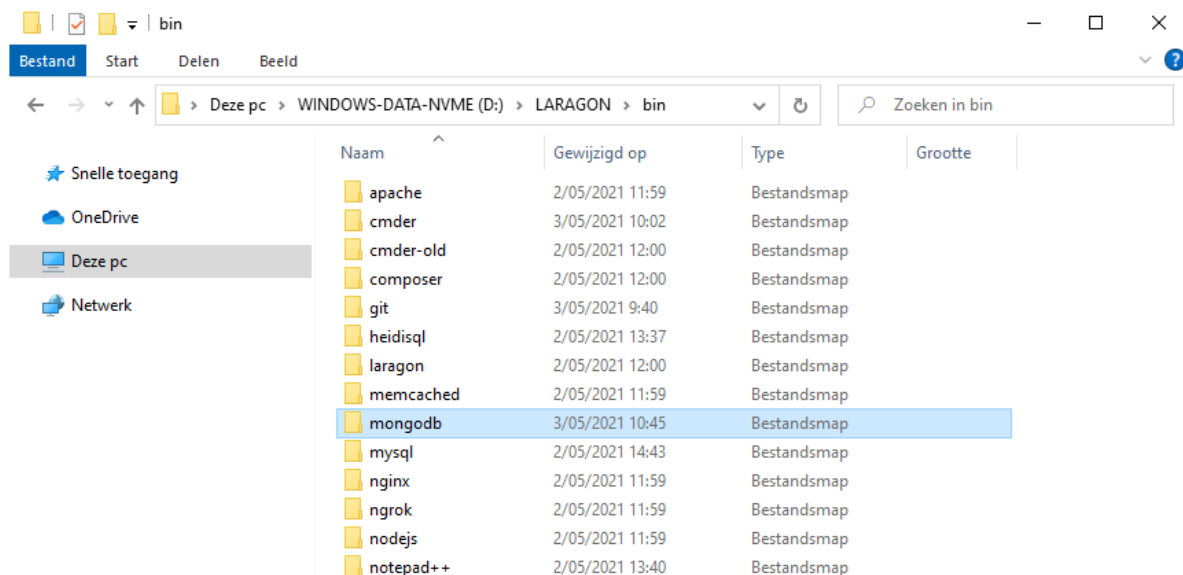 bin
Bestand Start Delen Beeld
Deze pc WINDOWS-DATA-NVME (D:) LARAGON bin Zoeken in bin
Naam Gewijzigd op Type Grootte
Snelle toegang
OneDrive
Deze pc
Netwerk
apache 2/05/2021 11:59 Bestandsmap
cmder 3/05/2021 10:02 Bestandsmap
cmder-old 2/05/2021 12:00 Bestandsmap
composer 2/05/2021 12:00 Bestandsmap
git 3/05/2021 9:40 Bestandsmap
heidisql 2/05/2021 13:37 Bestandsmap
laragon 2/05/2021 12:00 Bestandsmap
memcached 2/05/2021 11:59 Bestandsmap
mongodb 3/05/2021 10:45 Bestandsmap
mysql 2/05/2021 14:43 Bestandsmap
nginx 2/05/2021 11:59 Bestandsmap
ngrok 2/05/2021 11:59 Bestandsmap
nodejs 2/05/2021 11:59 Bestandsmap
notepad++ 2/05/2021 13:40 Bestandsmap